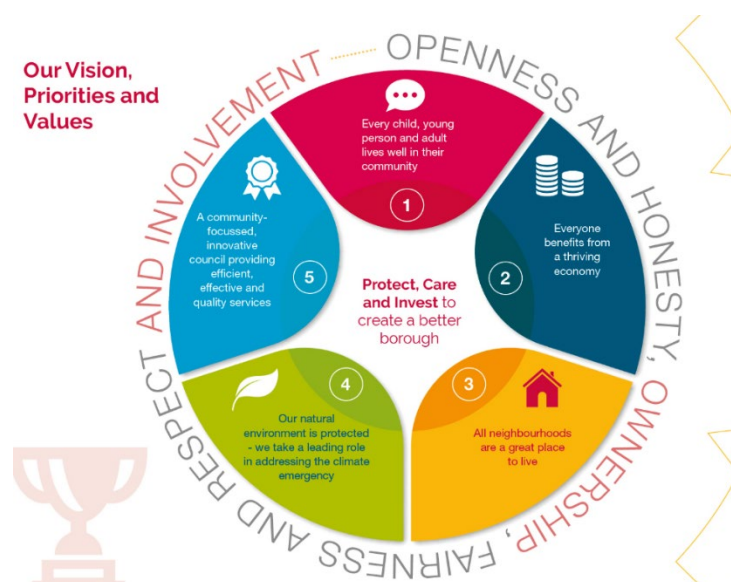 Our Vision,
Priorities and
Values
OPENNESS AND HONESTY, OWNERSHIP, FAIRNESS AND RESPECT AND INVOLVEMENT
Every child, young
person and adult
lives well in their
community
1
Everyone
benefits from
a thriving
economy
2
All neighbourhoods
are a great place
to live
3
Our natural
environment is protected
- we take a leading role
in addressing the climate
emergency
4
A community-
focussed,
innovative
council providing
efficient,
effective and
quality services
5
Protect, Care
and Invest to
create a better
borough